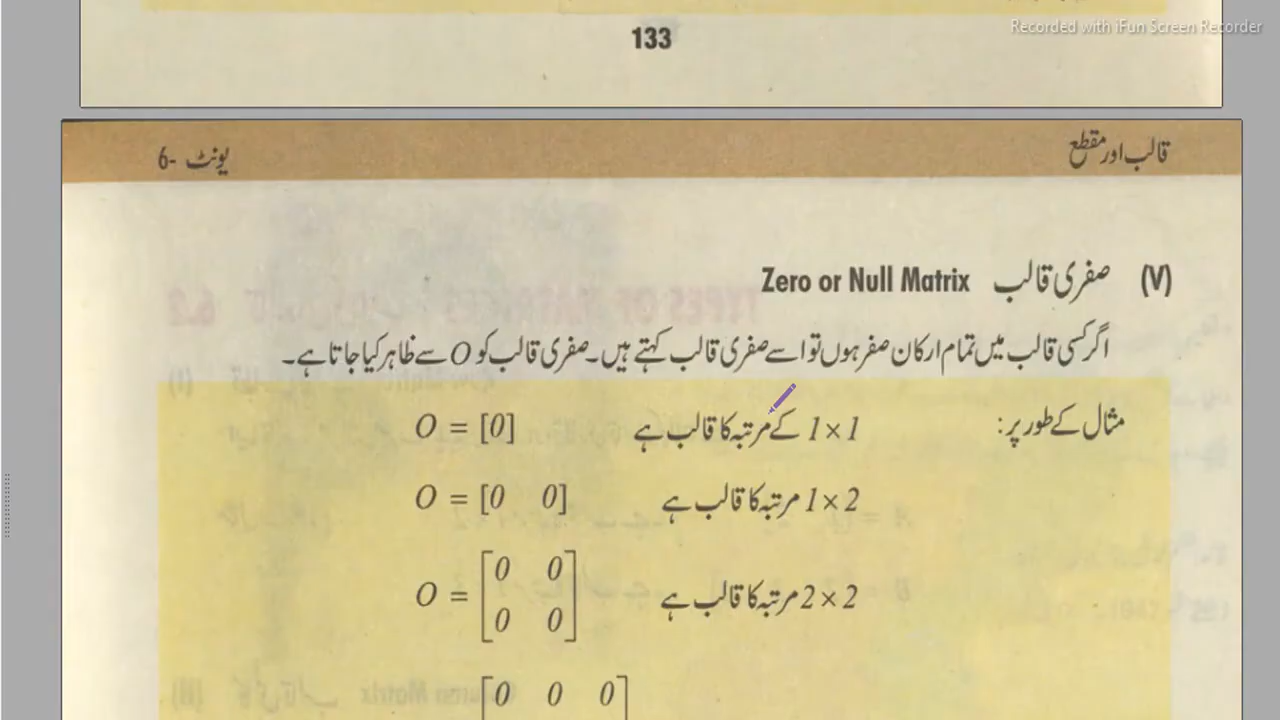 Recorded with iFun Screen Recorder
133
قالب اور مقطع یونٹ -6
(V) صفری قالب Zero or Null Matrix
اگر کسی قالب میں تمام ارکان صفر ہوں تو اسے صفری قالب کہتے ہیں۔ صفری قالب کو O سے ظاہر کیا جاتا ہے۔
مثال کے طور پر: 1 × 1 کے مرتبہ کا قالب ہے O = [0]
1 × 2 مرتبہ کا قالب ہے O = [0 0]
2 × 2 مرتبہ کا قالب ہے O =
0 0
0 0
0 0 0